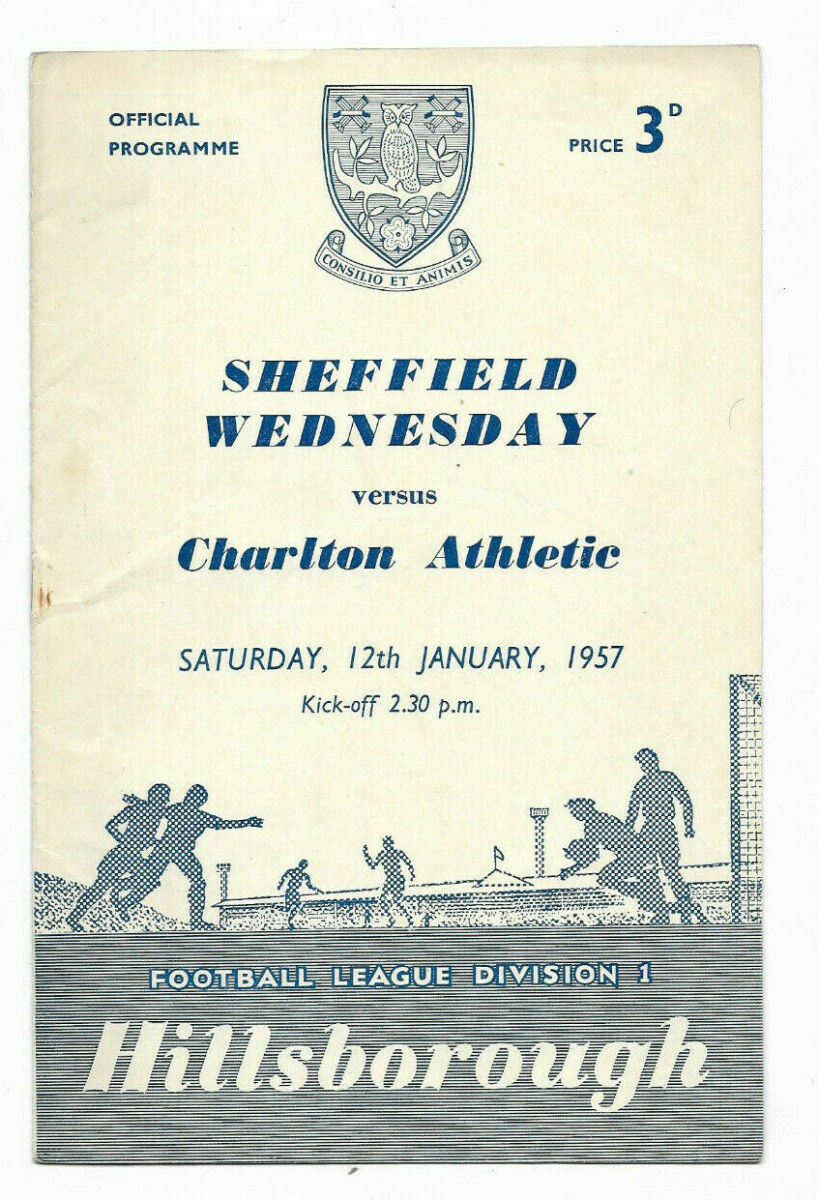 OFFICIAL
PROGRAMME
PRICE 3D
CONSILIO ET ANIMIS
SHEFFIELD
WEDNESDAY
versus
Charlton Athletic
SATURDAY, 12th JANUARY, 1957
Kick-off 2.30 p.m.
FOOTBALL LEAGUE DIVISION 1
Hillsborough